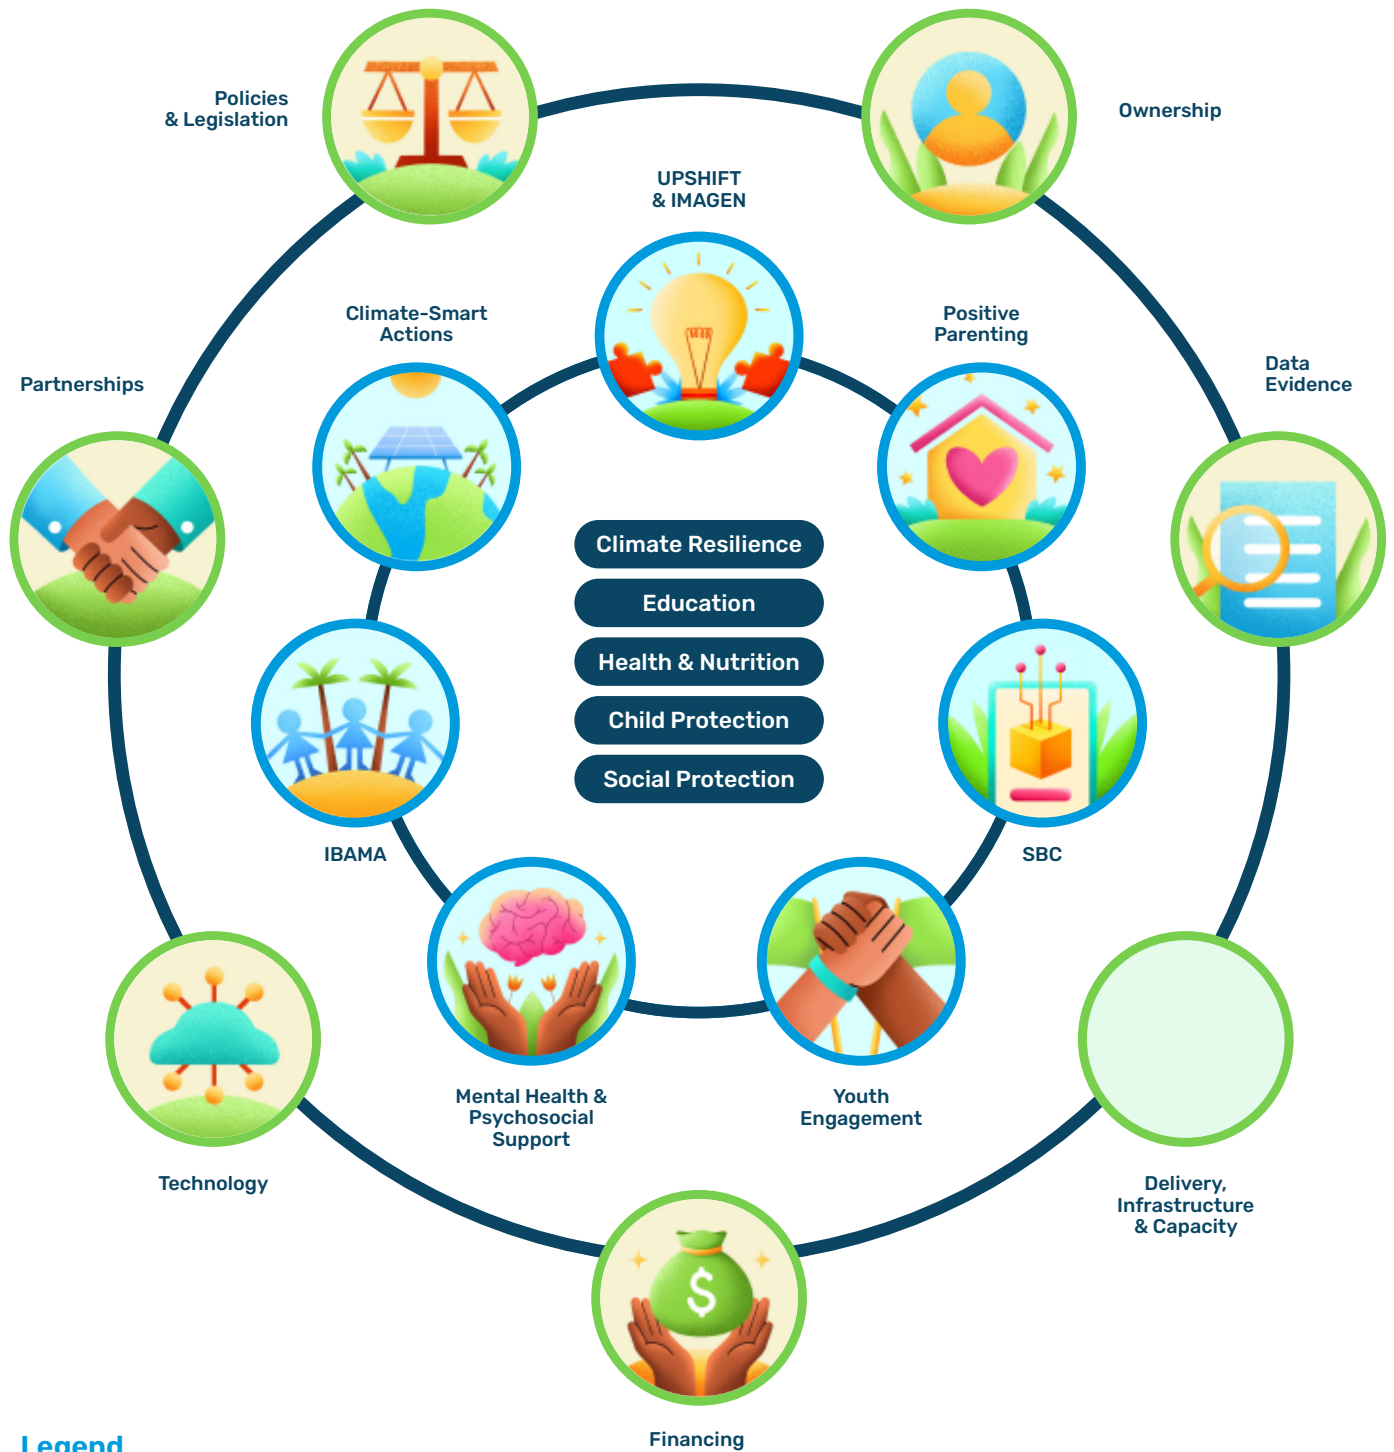 Policies
& Legislation
Ownership
UPSHIFT
& IMAGEN
Climate-Smart
Actions
Positive
Parenting
Partnerships
Data
Evidence
Climate Resilience
Education
Health & Nutrition
Child Protection
Social Protection
IBAMA
SBC
Mental Health &
Psychosocial
Support
Youth
Engagement
Technology
Delivery,
Infrastructure
& Capacity
$
Financing
Legend